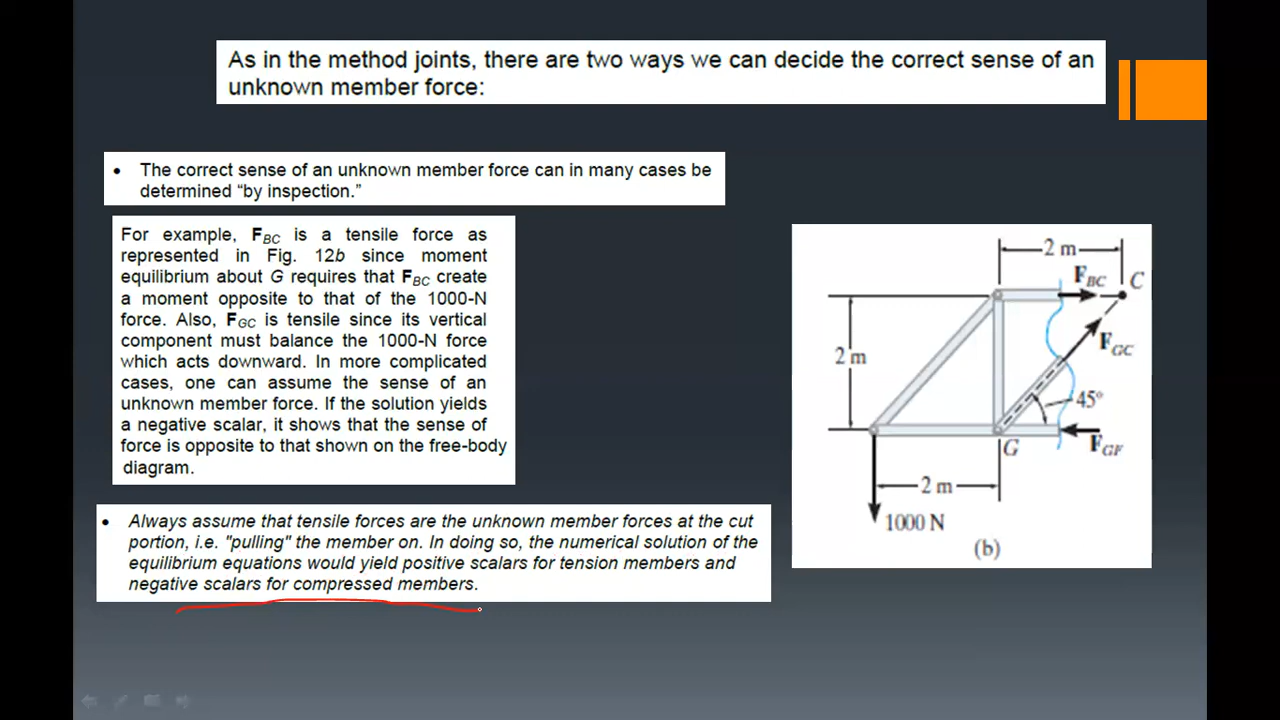 As in the method joints, there are two ways we can decide the correct sense of an
unknown member force:
• The correct sense of an unknown member force can in many cases be
determined “by inspection.”
For example, FBC is a tensile force as
represented in Fig. 12b since moment
equilibrium about G requires that FBC create
a moment opposite to that of the 1000-N
force. Also, FGC is tensile since its vertical
component must balance the 1000-N force
which acts downward. In more complicated
cases, one can assume the sense of an
unknown member force. If the solution yields
a negative scalar, it shows that the sense of
force is opposite to that shown on the free-body
diagram.
• Always assume that tensile forces are the unknown member forces at the cut
portion, i.e. "pulling" the member on. In doing so, the numerical solution of the
equilibrium equations would yield positive scalars for tension members and
negative scalars for compressed members.
2 m
FBC
C
FGC
2 m
45°
G
FGF
2 m
1000 N
(b)